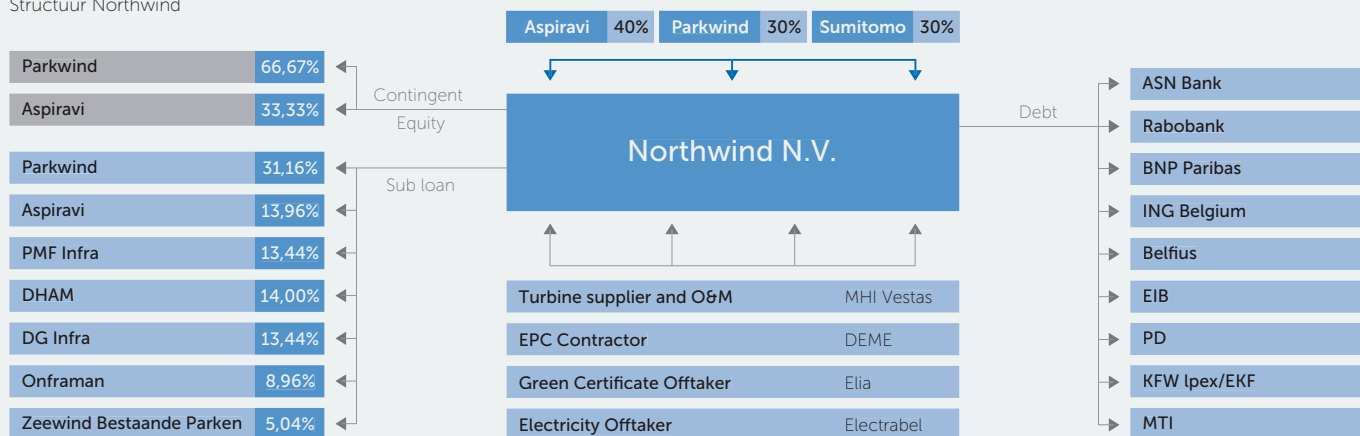 Structuur Northwind
Aspiravi 40% Parkwind 30% Sumitomo 30%
Parkwind 66,67%
Aspiravi 33,33%
Contingent
Equity
Parkwind 31,16%
Aspiravi 13,96%
PMF Infra 13,44%
DHAM 14,00%
DG Infra 13,44%
Onframan 8,96%
Zeewind Bestaande Parken 5,04%
Sub loan
Northwind N.V.
Turbine supplier and O&M MHI Vestas
EPC Contractor DEME
Green Certificate Offtaker Elia
Electricity Offtaker Electrabel
Debt
ASN Bank
Rabobank
BNP Paribas
ING Belgium
Belfius
EIB
PD
KFW lpex/EKF
MTI